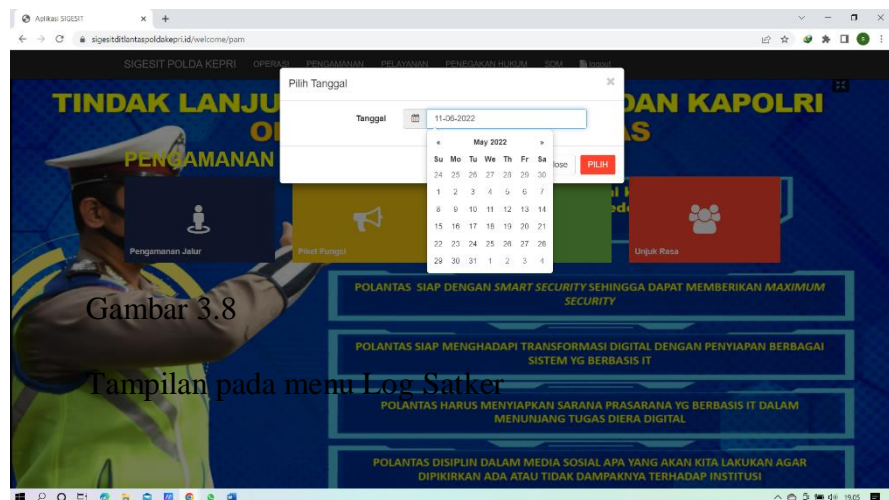 Aplikasi SIGESIT
sigesitditlantaspoldakepri.id/welcome/pam
SIGESIT POLDA KEPRI OPERASI PENGAMANAN PELAYANAN PENEGAKAN HUKUM SDM logout
Pilih Tanggal ×
Tanggal 11-06-2022
« May 2022 »
Su Mo Tu We Th Fr Sa
24 25 26 27 28 29 30
1 2 3 4 5 6 7
8 9 10 11 12 13 14
15 16 17 18 19 20 21
22 23 24 25 26 27 28
29 30 31 1 2 3 4
lose PILIH
TINDAK LANJU DAN KAPOLRI
PENGAMANAN
Pengamanan Jalur
Piket Fungsi
Unjuk Rasa
POLANTAS SIAP DENGAN SMART SECURITY SEHINGGA DAPAT MEMBERIKAN MAXIMUM
SECURITY
Gambar 3.8
POLANTAS SIAP MENGHADAPI TRANSFORMASI DIGITAL DENGAN PENYIAPAN BERBAGAI
SISTEM YG BERBASIS IT
Tampilan pada menu Log Satker
POLANTAS HARUS MENYIAPKAN SARANA PRASARANA YG BERBASIS IT DALAM
MENUNJANG TUGAS DIERA DIGITAL
POLANTAS DISIPLIN DALAM MEDIA SOSIAL APA YANG AKAN KITA LAKUKAN AGAR
DIPIKIRKAN ADA ATAU TIDAK DAMPAKNYA TERHADAP INSTITUSI
19.05